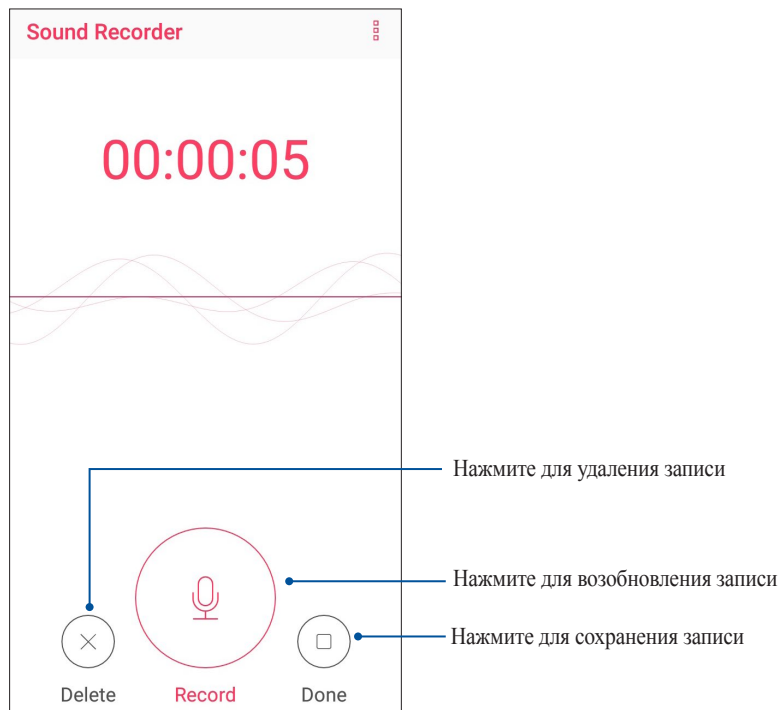 Sound Recorder
00:00:05
Нажмите для удаления записи
Нажмите для возобновления записи
Нажмите для сохранения записи
Delete Record Done